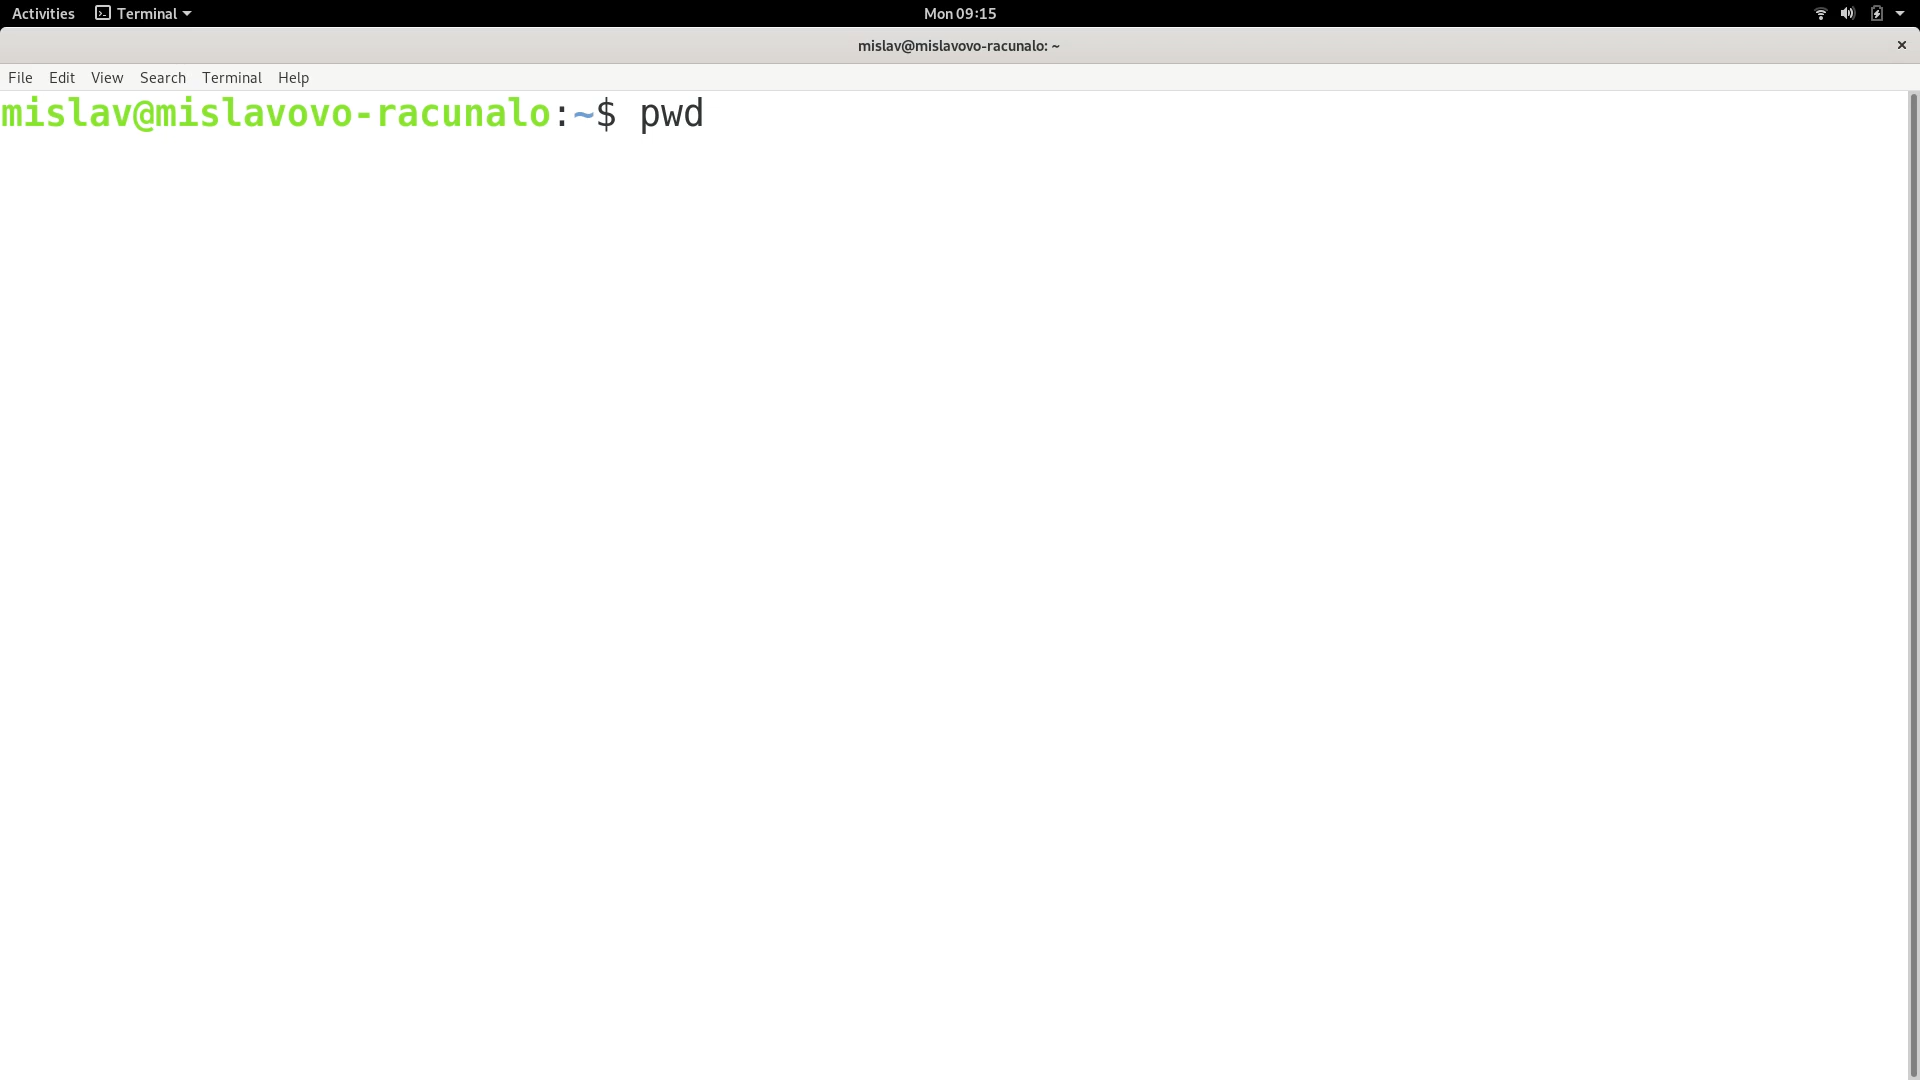 Activities Terminal Mon 09:15
mislav@mislavovo-racunalo: ~
File Edit View Search Terminal Help
mislav@mislavovo-racunalo:~$ pwd